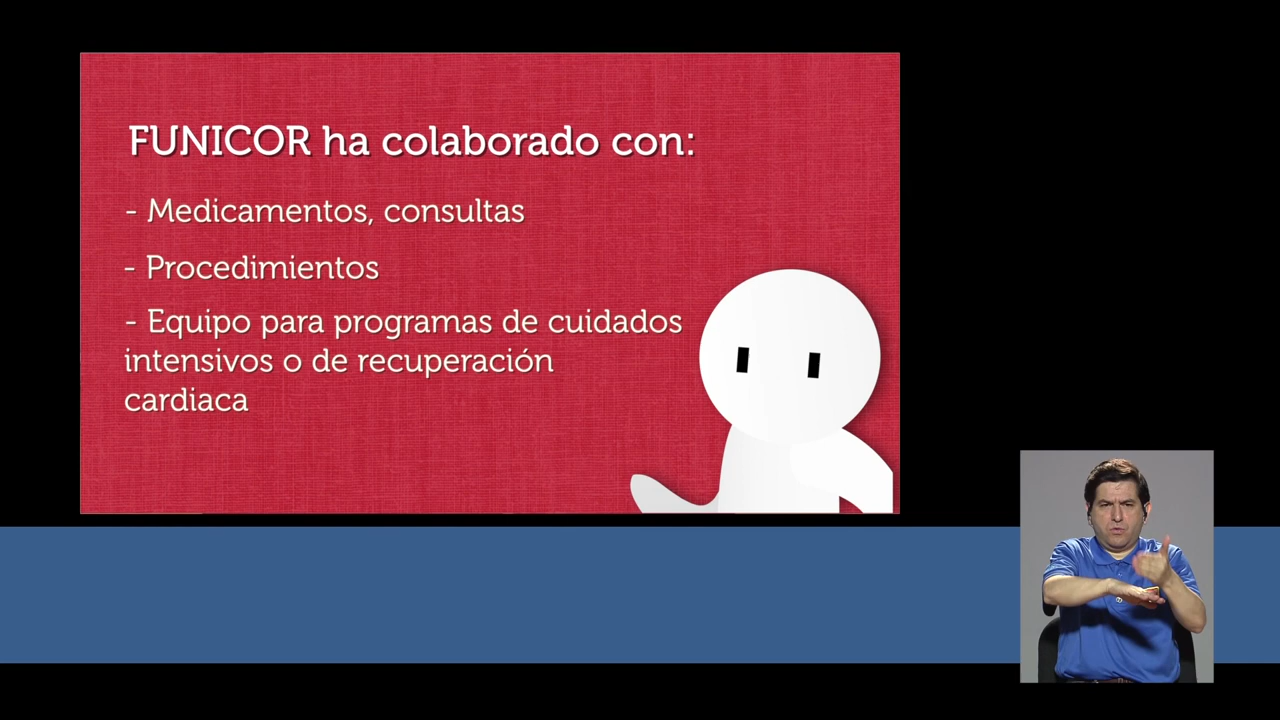 FUNICOR ha colaborado con:
- Medicamentos, consultas
- Procedimientos
- Equipo para programas de cuidados
intensivos o de recuperación
cardiaca